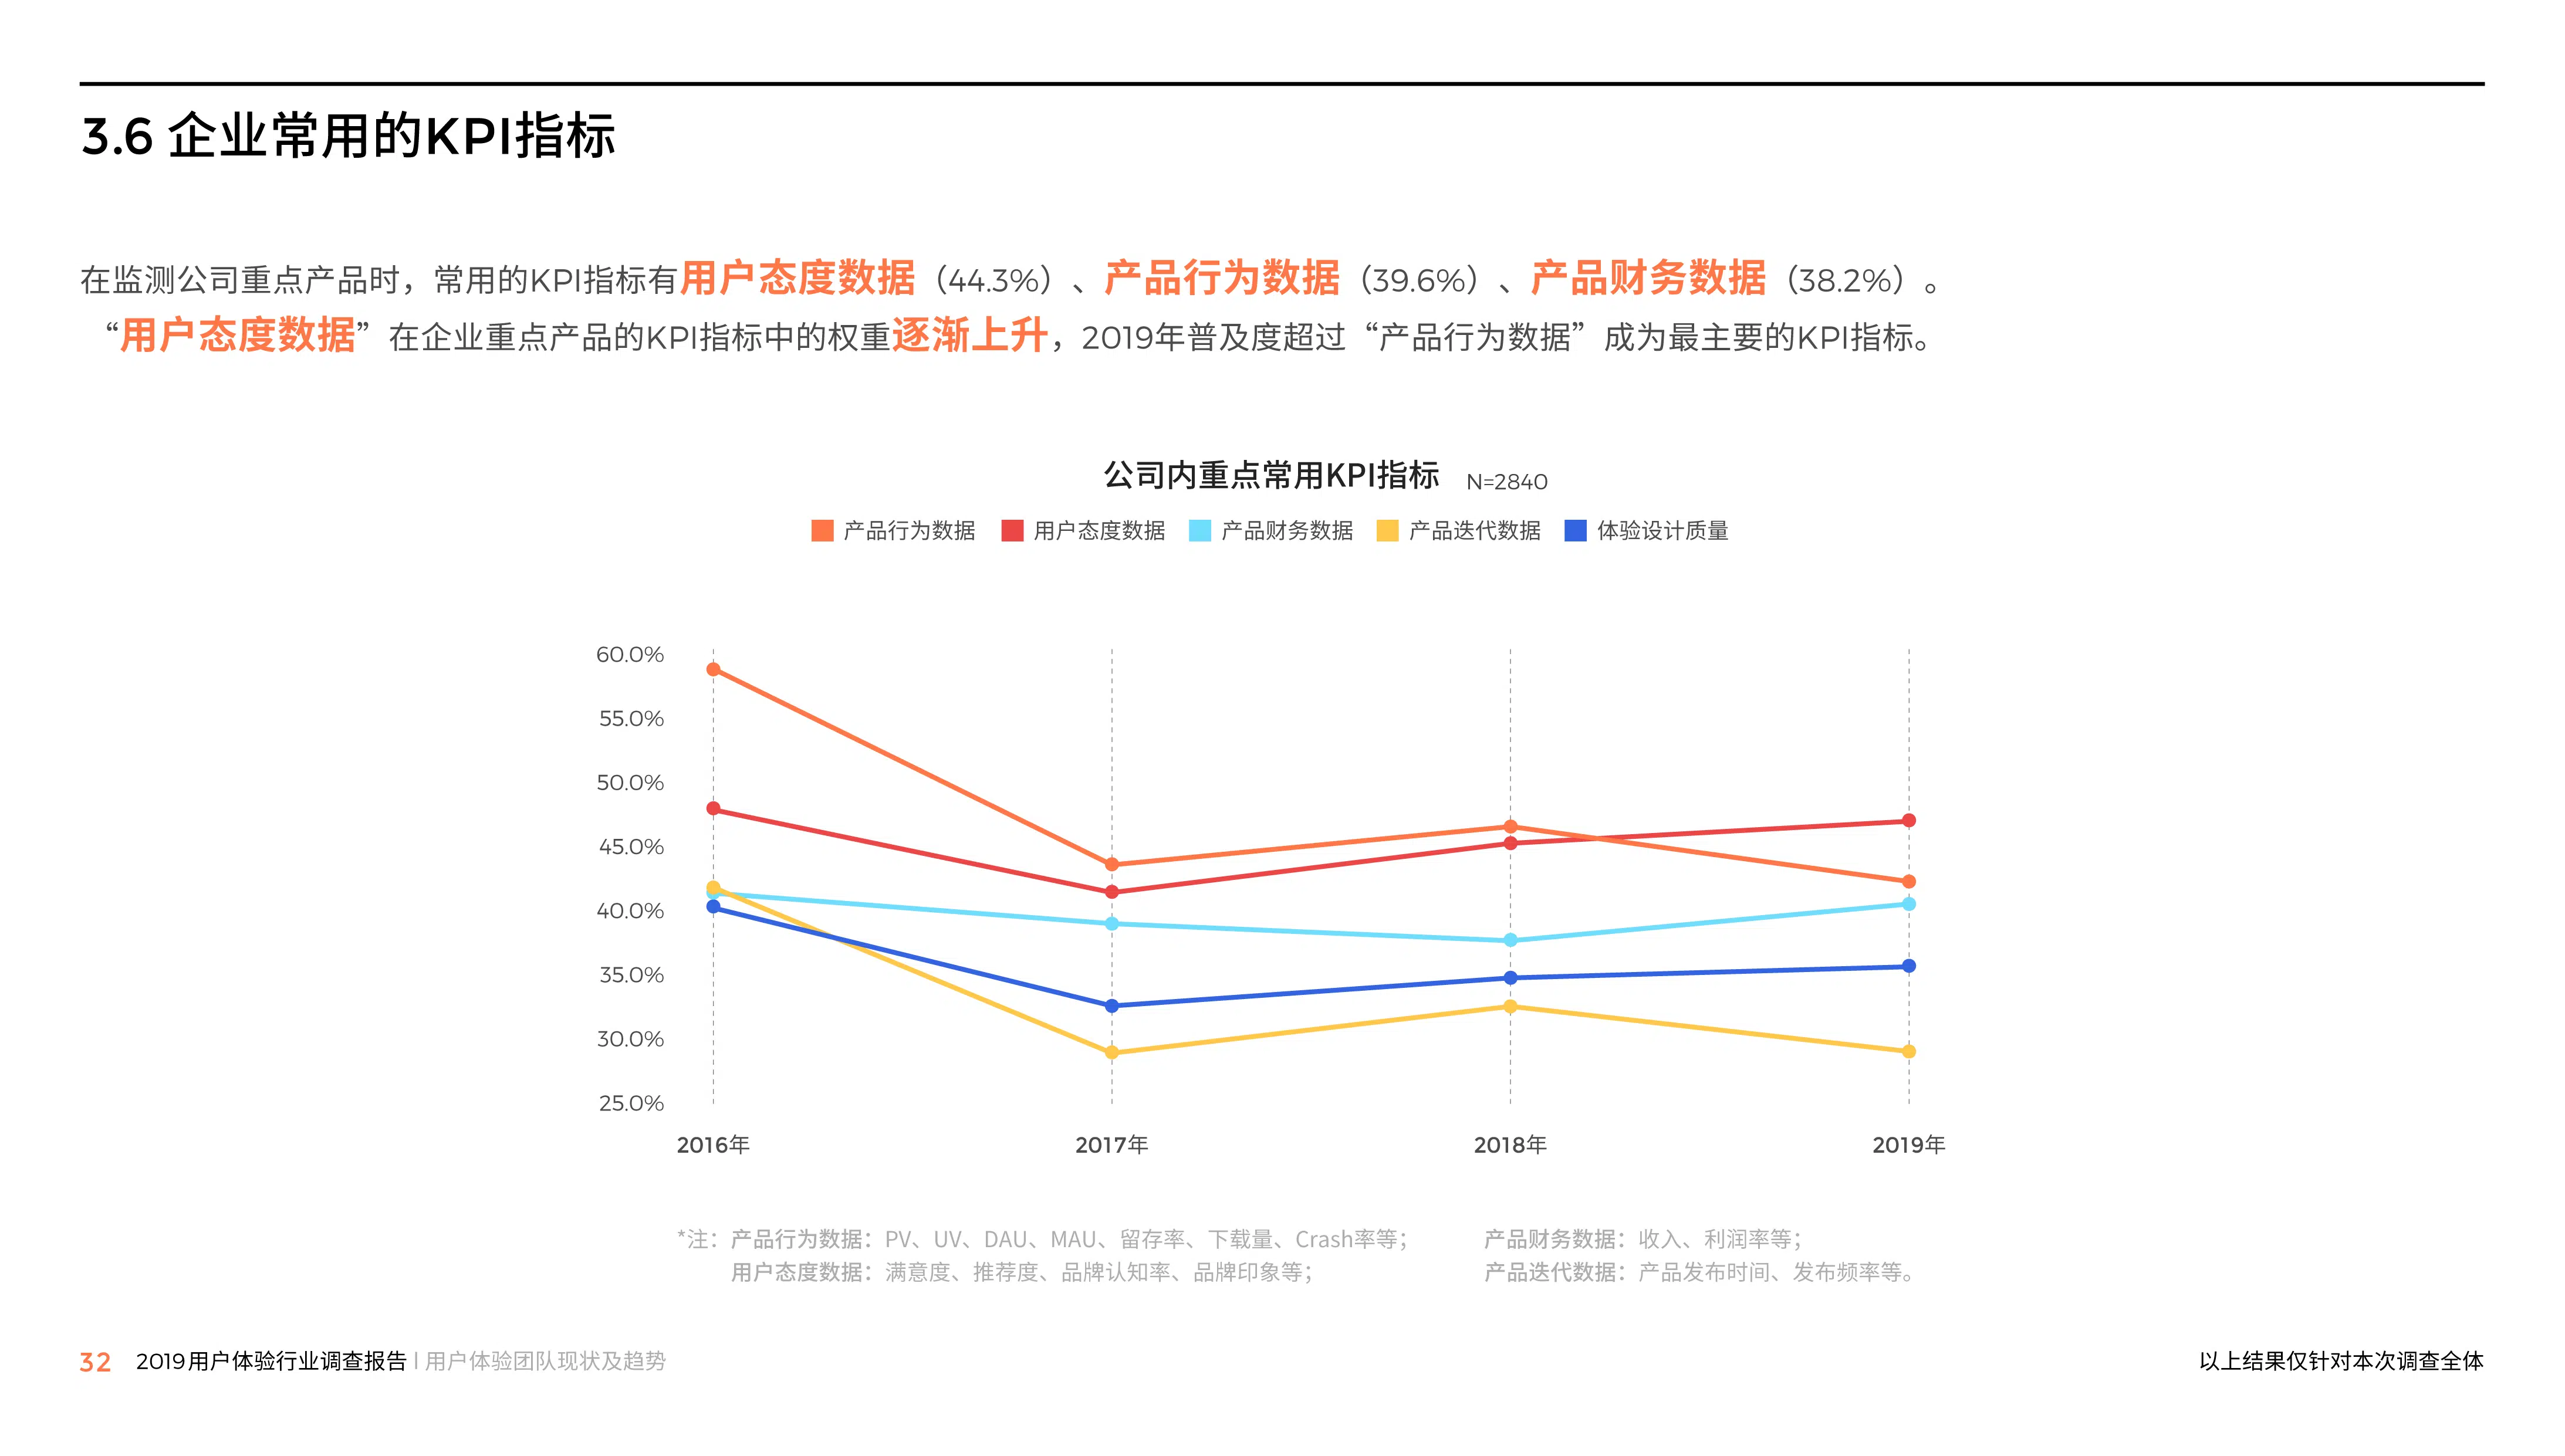 3.6 企业常用的KPI指标
在监测公司重点产品时，常用的KPI指标有用户态度数据（44.3%）、产品行为数据（39.6%）、产品财务数据（38.2%）。
“用户态度数据”在企业重点产品的KPI指标中的权重逐渐上升，2019年普及度超过“产品行为数据”成为最主要的KPI指标。
公司内重点常用KPI指标 N=2840
产品行为数据 用户态度数据 产品财务数据 产品迭代数据 体验设计质量
60.0%
55.0%
50.0%
45.0%
40.0%
35.0%
30.0%
25.0%
2016年 2017年 2018年 2019年
*注：产品行为数据：PV、UV、DAU、MAU、留存率、下载量、Crash率等； 产品财务数据：收入、利润率等；
用户态度数据：满意度、推荐度、品牌认知率、品牌印象等； 产品迭代数据：产品发布时间、发布频率等。
32 2019用户体验行业调查报告 | 用户体验团队现状及趋势 以上结果仅针对本次调查全体